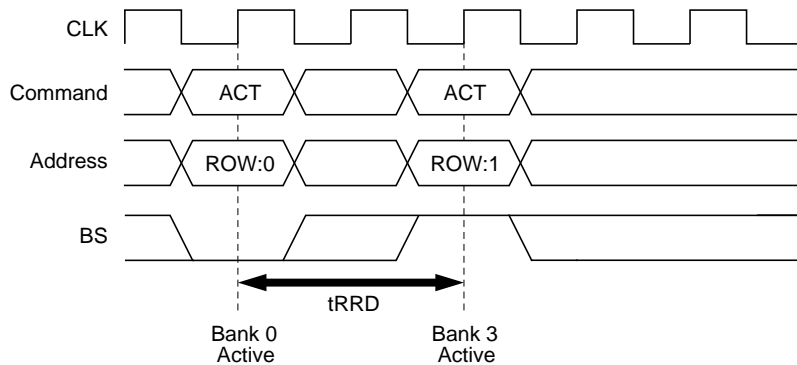 CLK
Command
ACT
ACT
Address
ROW:0
ROW:1
BS
tRRD
Bank 0
Active
Bank 3
Active